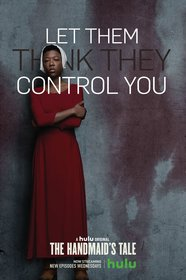 LET THEM
THINK THEY
CONTROL YOU
A hulu ORIGINAL
THE HANDMAID'S TALE
NOW STREAMING
NEW EPISODES WEDNESDAYS
hulu